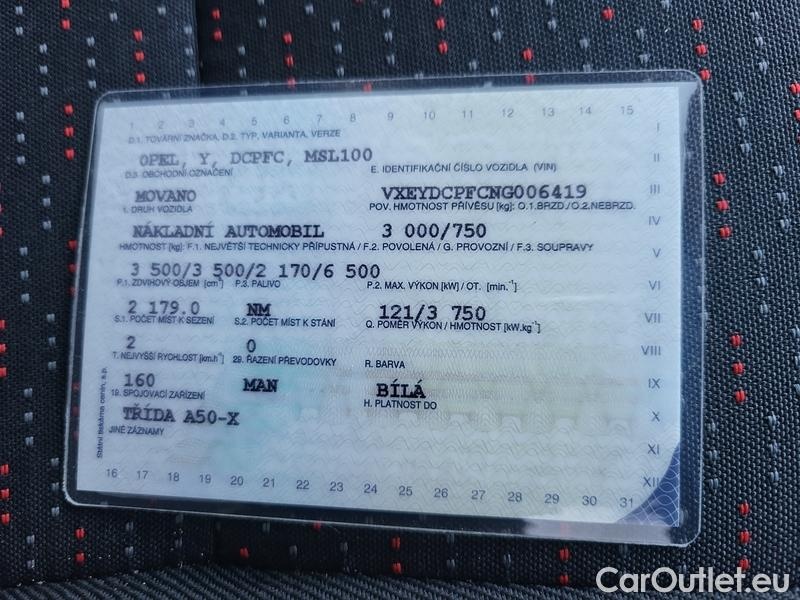 1 2 3 4 5 6 7 8 9 10 11 12 13 14 15
D.1. TOVÁRNÍ ZNAČKA, D.2. TYP, VARIANTA, VERZE I
OPEL, Y, DCPFC, MSL100 II
D.3. OBCHODNÍ OZNAČENÍ E. IDENTIFIKAČNÍ ČÍSLO VOZIDLA (VIN)
MOVANO VXEYDCPFCNG006419 III
1. DRUH VOZIDLA POV. HMOTNOST PŘÍVĚSU [kg]: O.1.BRZD./O.2.NEBRZD.
NÁKLADNÍ AUTOMOBIL 3 000/750 IV
HMOTNOST [kg]: F.1. NEJVĚTŠÍ TECHNICKY PŘÍPUSTNÁ / F.2. POVOLENÁ / G. PROVOZNÍ / F.3. SOUPRAVY V
3 500/3 500/2 170/6 500
P.1. ZDVIHOVÝ OBJEM [cm³] P.3. PALIVO P.2. MAX. VÝKON [kW] / OT. [min.⁻¹] VI
2 179.0 NM 121/3 750
S.1. POČET MÍST K SEZENÍ S.2. POČET MÍST K STÁNÍ Q. POMĚR VÝKON / HMOTNOST [kW.kg⁻¹] VII
2 0
T. NEJVYŠŠÍ RYCHLOST [km.h⁻¹] 29. ŘAZENÍ PŘEVODOVKY R. BARVA VIII
160 MAN BÍLÁ IX
19. SPOJOVACÍ ZAŘÍZENÍ H. PLATNOST DO
TŘÍDA A50-X X
JINÉ ZÁZNAMY
XI
XII
16 17 18 19 20 21 22 23 24 25 26 27 28 29 30 31
Státní tiskárna cenin, s.p.
CarOutlet.eu